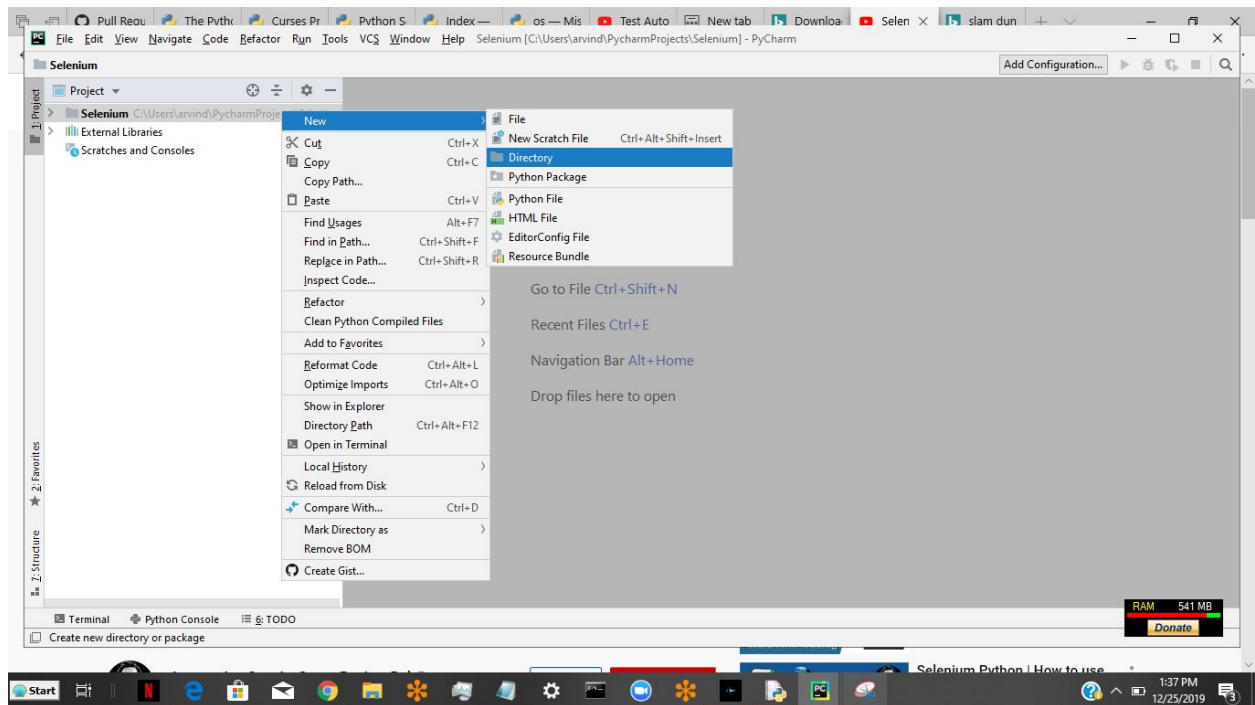 Pull Requ
The Pytho
Curses Pr
Python S
Index —
os — Mis
Test Auto
New tab
Downloa
Selen
slam dun
File Edit View Navigate Code Refactor Run Tools VCS Window Help Selenium [C:\Users\arvind\PycharmProjects\Selenium] - PyCharm
Selenium
Add Configuration...
Project
1: Project
Selenium C:\Users\arvind\PycharmProje
External Libraries
Scratches and Consoles
New
Cut Ctrl+X
Copy Ctrl+C
Copy Path...
Paste Ctrl+V
Find Usages Alt+F7
Find in Path... Ctrl+Shift+F
Replace in Path... Ctrl+Shift+R
Inspect Code...
Refactor
Clean Python Compiled Files
Add to Favorites
Reformat Code Ctrl+Alt+L
Optimize Imports Ctrl+Alt+O
Show in Explorer
Directory Path Ctrl+Alt+F12
Open in Terminal
Local History
Reload from Disk
Compare With... Ctrl+D
Mark Directory as
Remove BOM
Create Gist...
File
New Scratch File Ctrl+Alt+Shift+Insert
Directory
Python Package
Python File
HTML File
EditorConfig File
Resource Bundle
Go to File Ctrl+Shift+N
Recent Files Ctrl+E
Navigation Bar Alt+Home
Drop files here to open
2: Favorites
7: Structure
Terminal
Python Console
6: TODO
Create new directory or package
RAM 541 MB
Donate
Selenium Python | How to use
Start
1:37 PM
12/25/2019
3